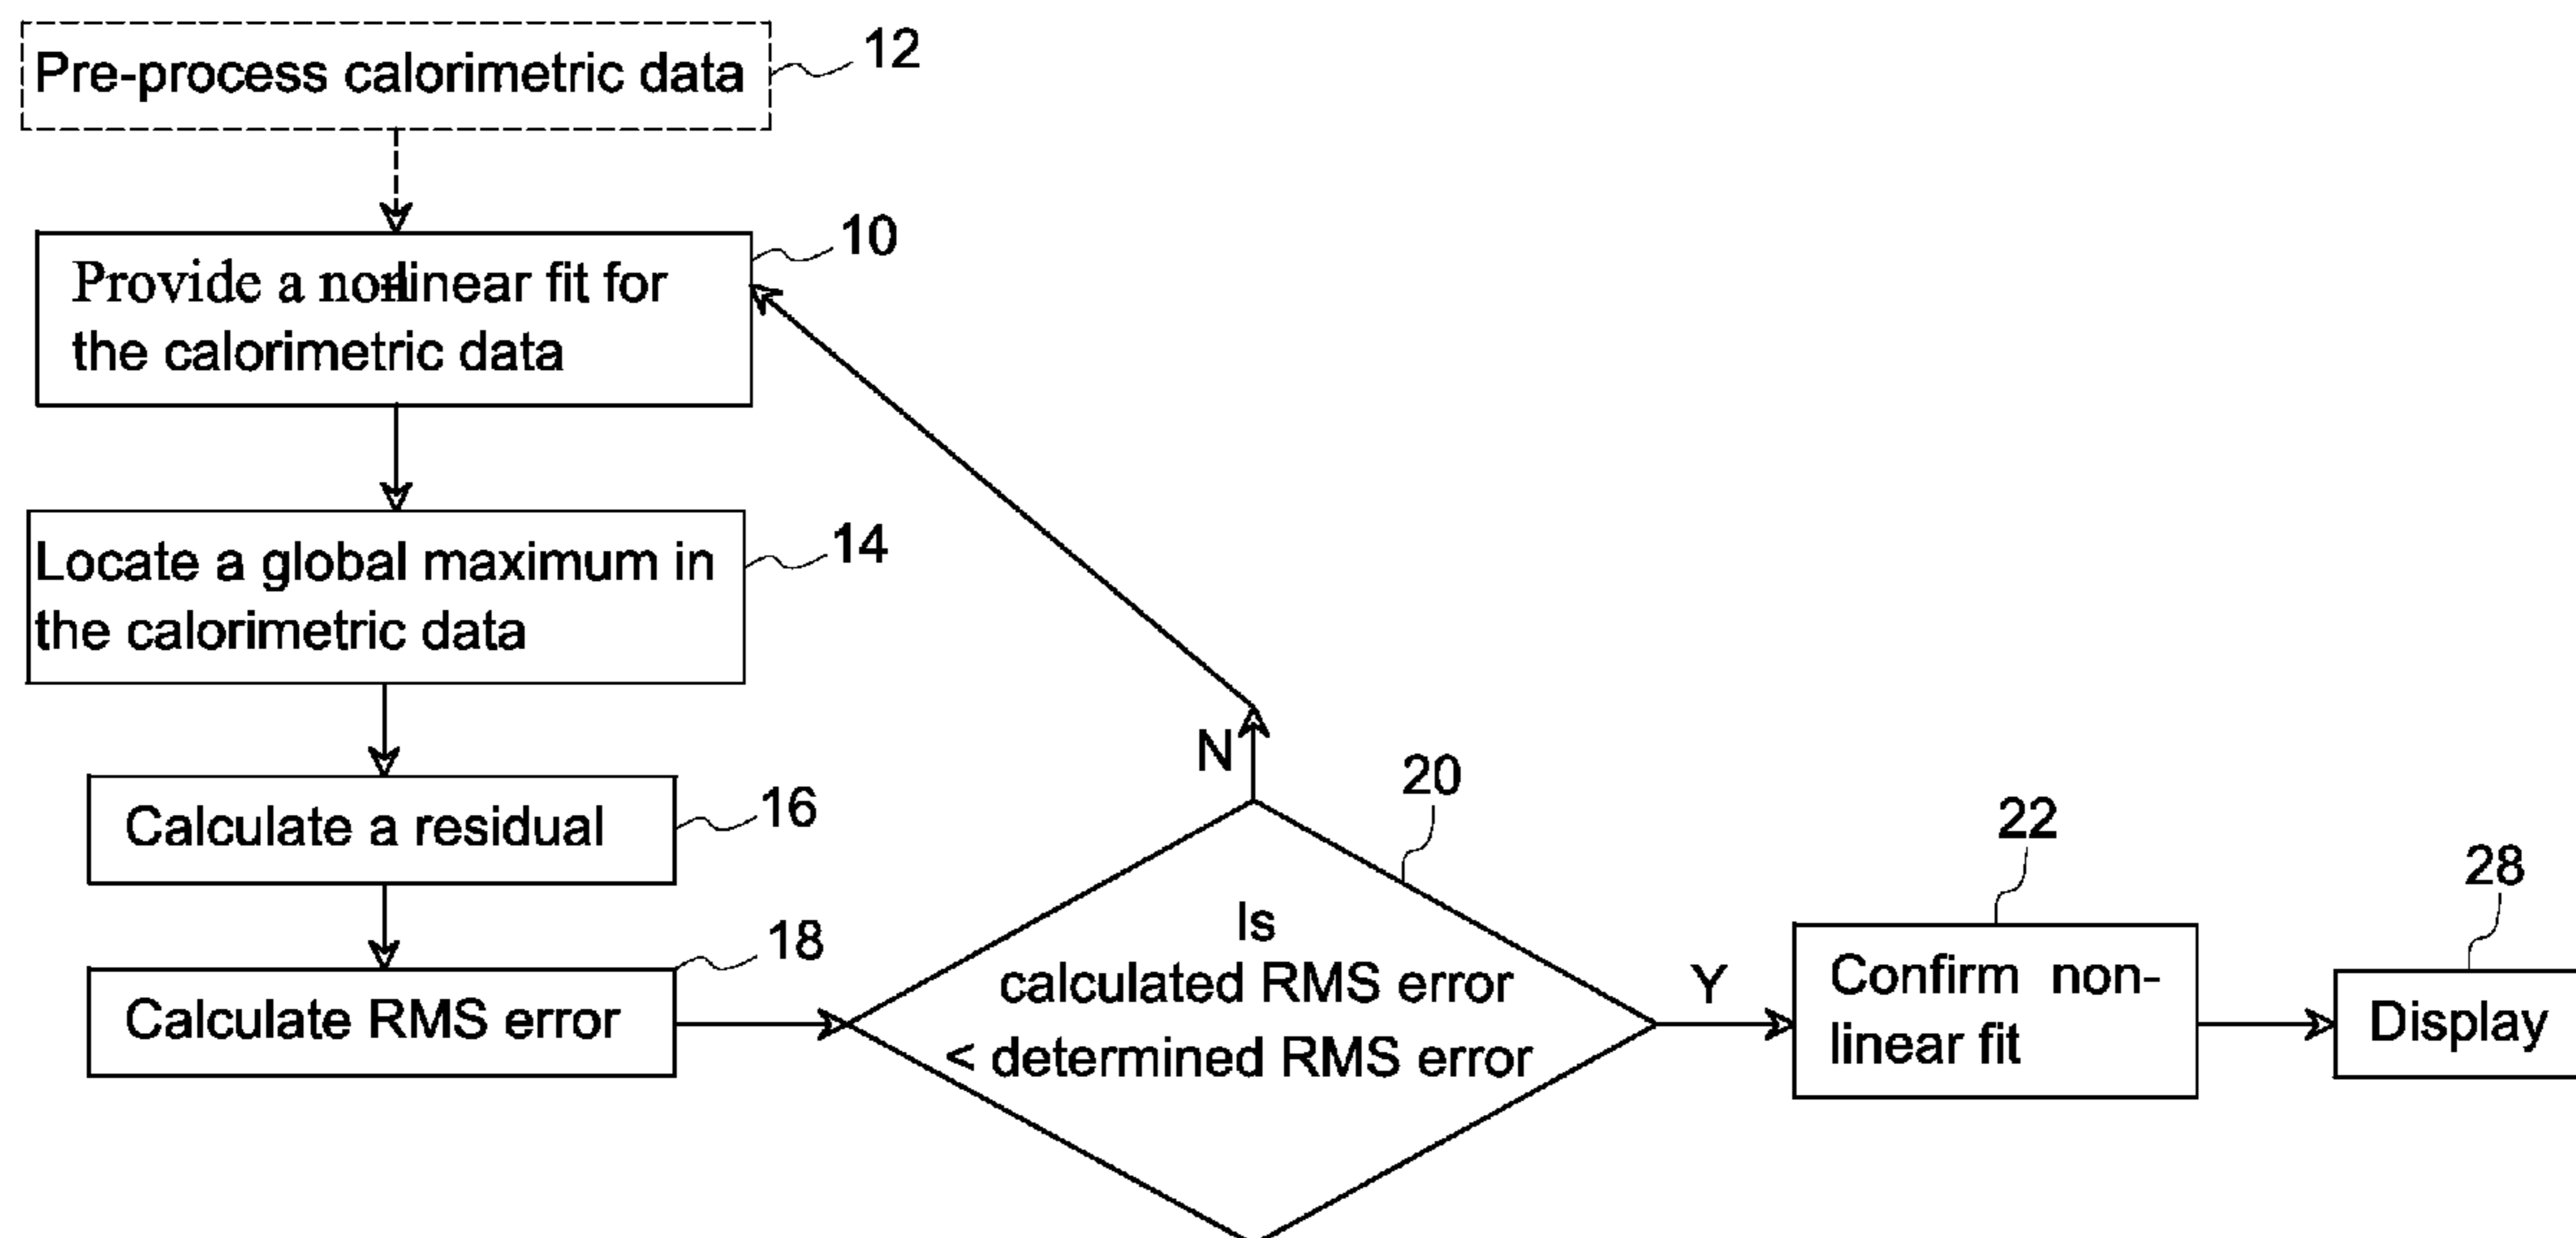 Pre-process calorimetric data
12
10
Provide a nonlinear fit for
the calorimetric data
14
Locate a global maximum in
the calorimetric data
16
Calculate a residual
18
Calculate RMS error
N
20
Is
calculated RMS error
< determined RMS error
Y
22
Confirm non-
linear fit
28
Display